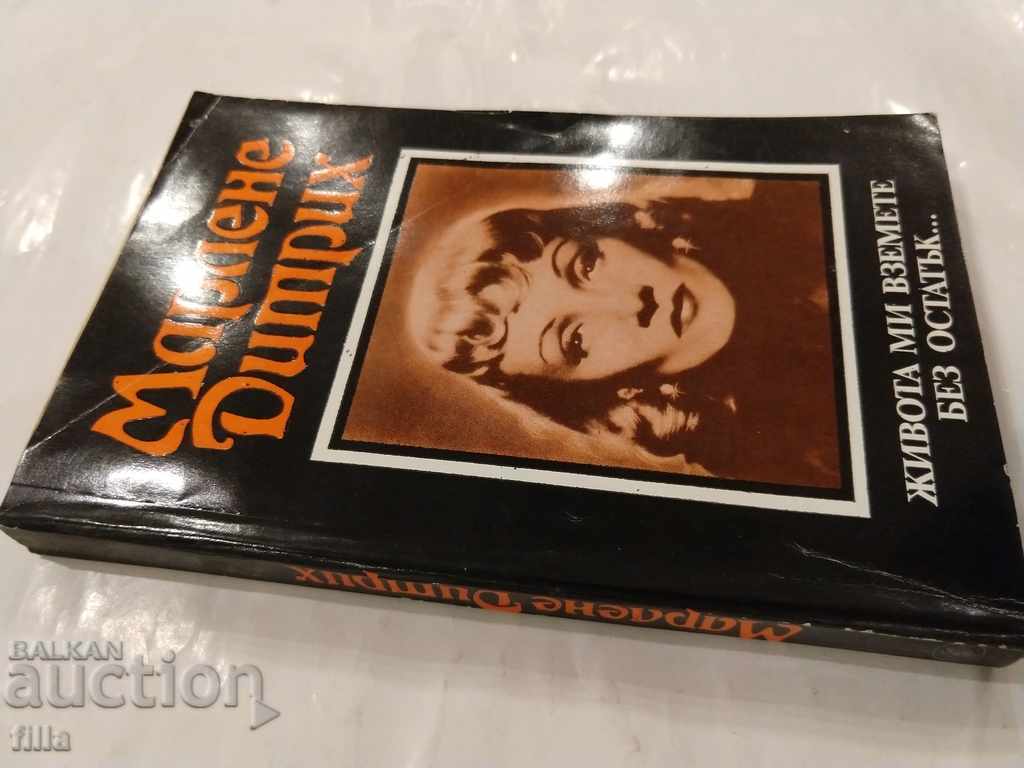 Марлене
Дитрих
ЖИВОТА МИ ВЗЕМЕТЕ
БЕЗ ОСТАТЪК...
Марлене Дитрих
BALKAN
auction
filla